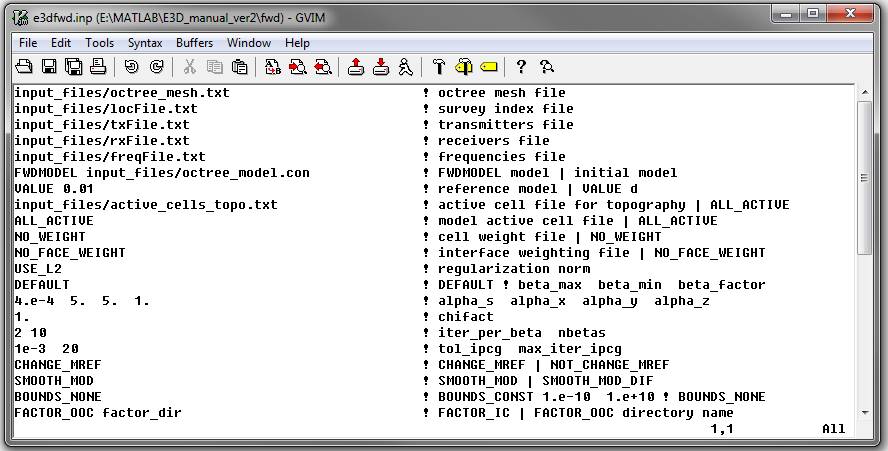 e3dfwd.inp (E:\MATLAB\E3D_manual_ver2\fwd) - GVIM
File Edit Tools Syntax Buffers Window Help
input_files/octree_mesh.txt ! octree mesh file
input_files/locFile.txt ! survey index file
input_files/txFile.txt ! transmitters file
input_files/rxFile.txt ! receivers file
input_files/freqFile.txt ! frequencies file
FWDMODEL input_files/octree_model.con ! FWDMODEL model | initial model
VALUE 0.01 ! reference model | VALUE d
input_files/active_cells_topo.txt ! active cell file for topography | ALL_ACTIVE
ALL_ACTIVE ! model active cell file | ALL_ACTIVE
NO_WEIGHT ! cell weight file | NO_WEIGHT
NO_FACE_WEIGHT ! interface weighting file | NO_FACE_WEIGHT
USE_L2 ! regularization norm
DEFAULT ! DEFAULT ! beta_max beta_min beta_factor
4.e-4 5. 5. 1. ! alpha_s alpha_x alpha_y alpha_z
1. ! chifact
2 10 ! iter_per_beta nbetas
1e-3 20 ! tol_ipcg max_iter_ipcg
CHANGE_MREF ! CHANGE_MREF | NOT_CHANGE_MREF
SMOOTH_MOD ! SMOOTH_MOD | SMOOTH_MOD_DIF
BOUNDS_NONE ! BOUNDS_CONST 1.e-10 1.e+10 ! BOUNDS_NONE
FACTOR_OOC factor_dir ! FACTOR_IC | FACTOR_OOC directory name
1,1 All